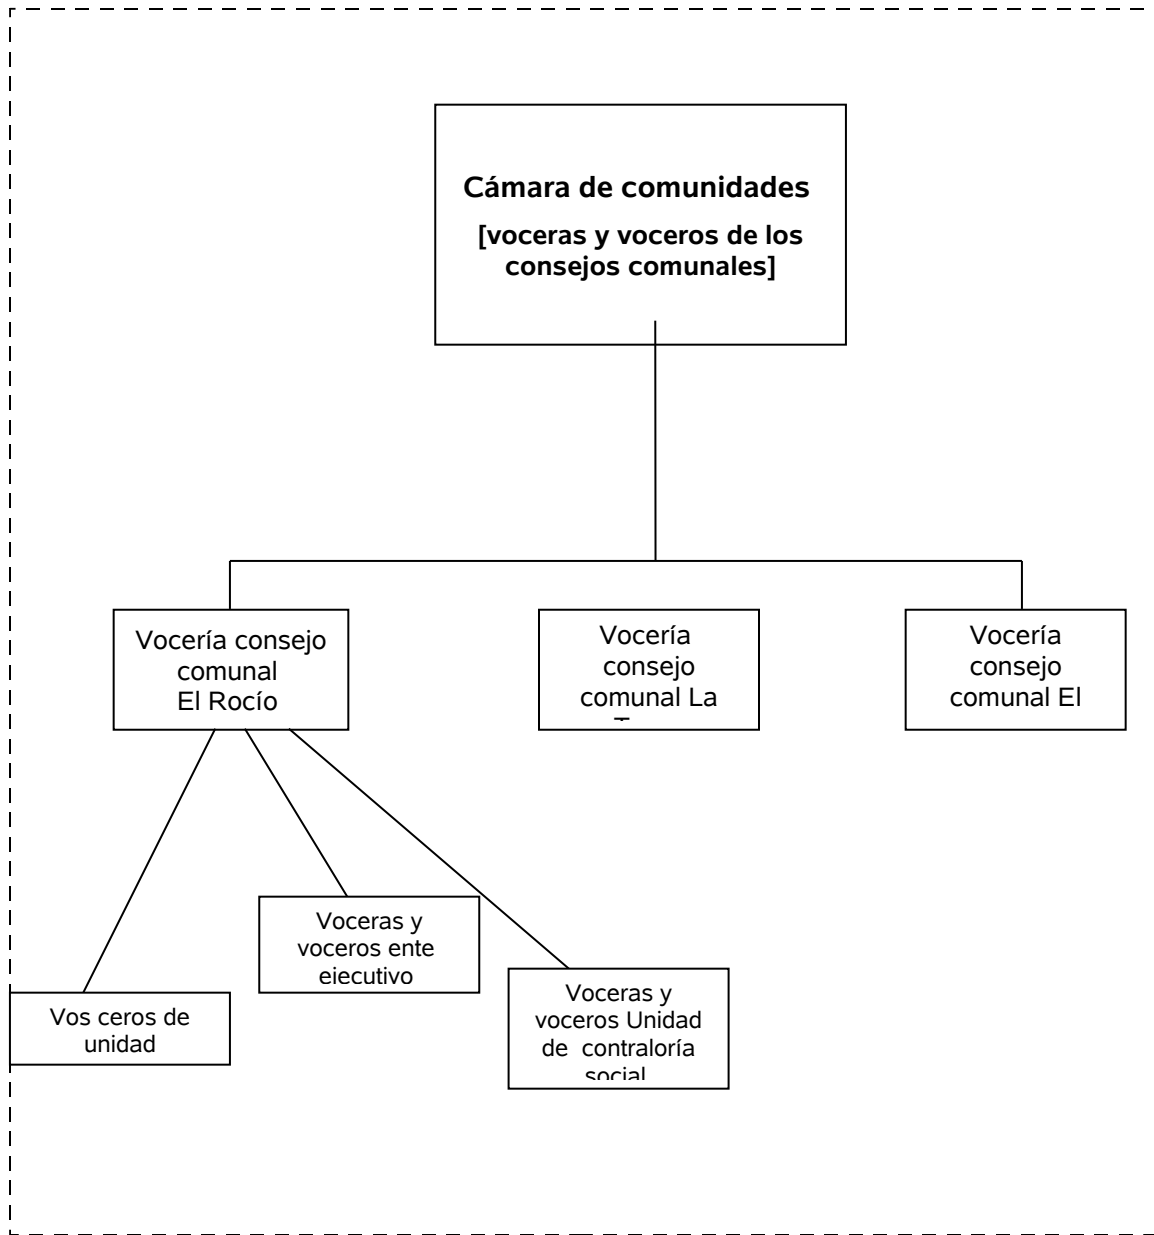 Cámara de comunidades
[voceras y voceros de los
consejos comunales]
Vocería consejo
comunal
El Rocío
Vocería
consejo
comunal La
Vocería
consejo
comunal El
Voceras y
voceros ente
ejecutivo
Vos ceros de
unidad
Voceras y
voceros Unidad
de contraloría
social